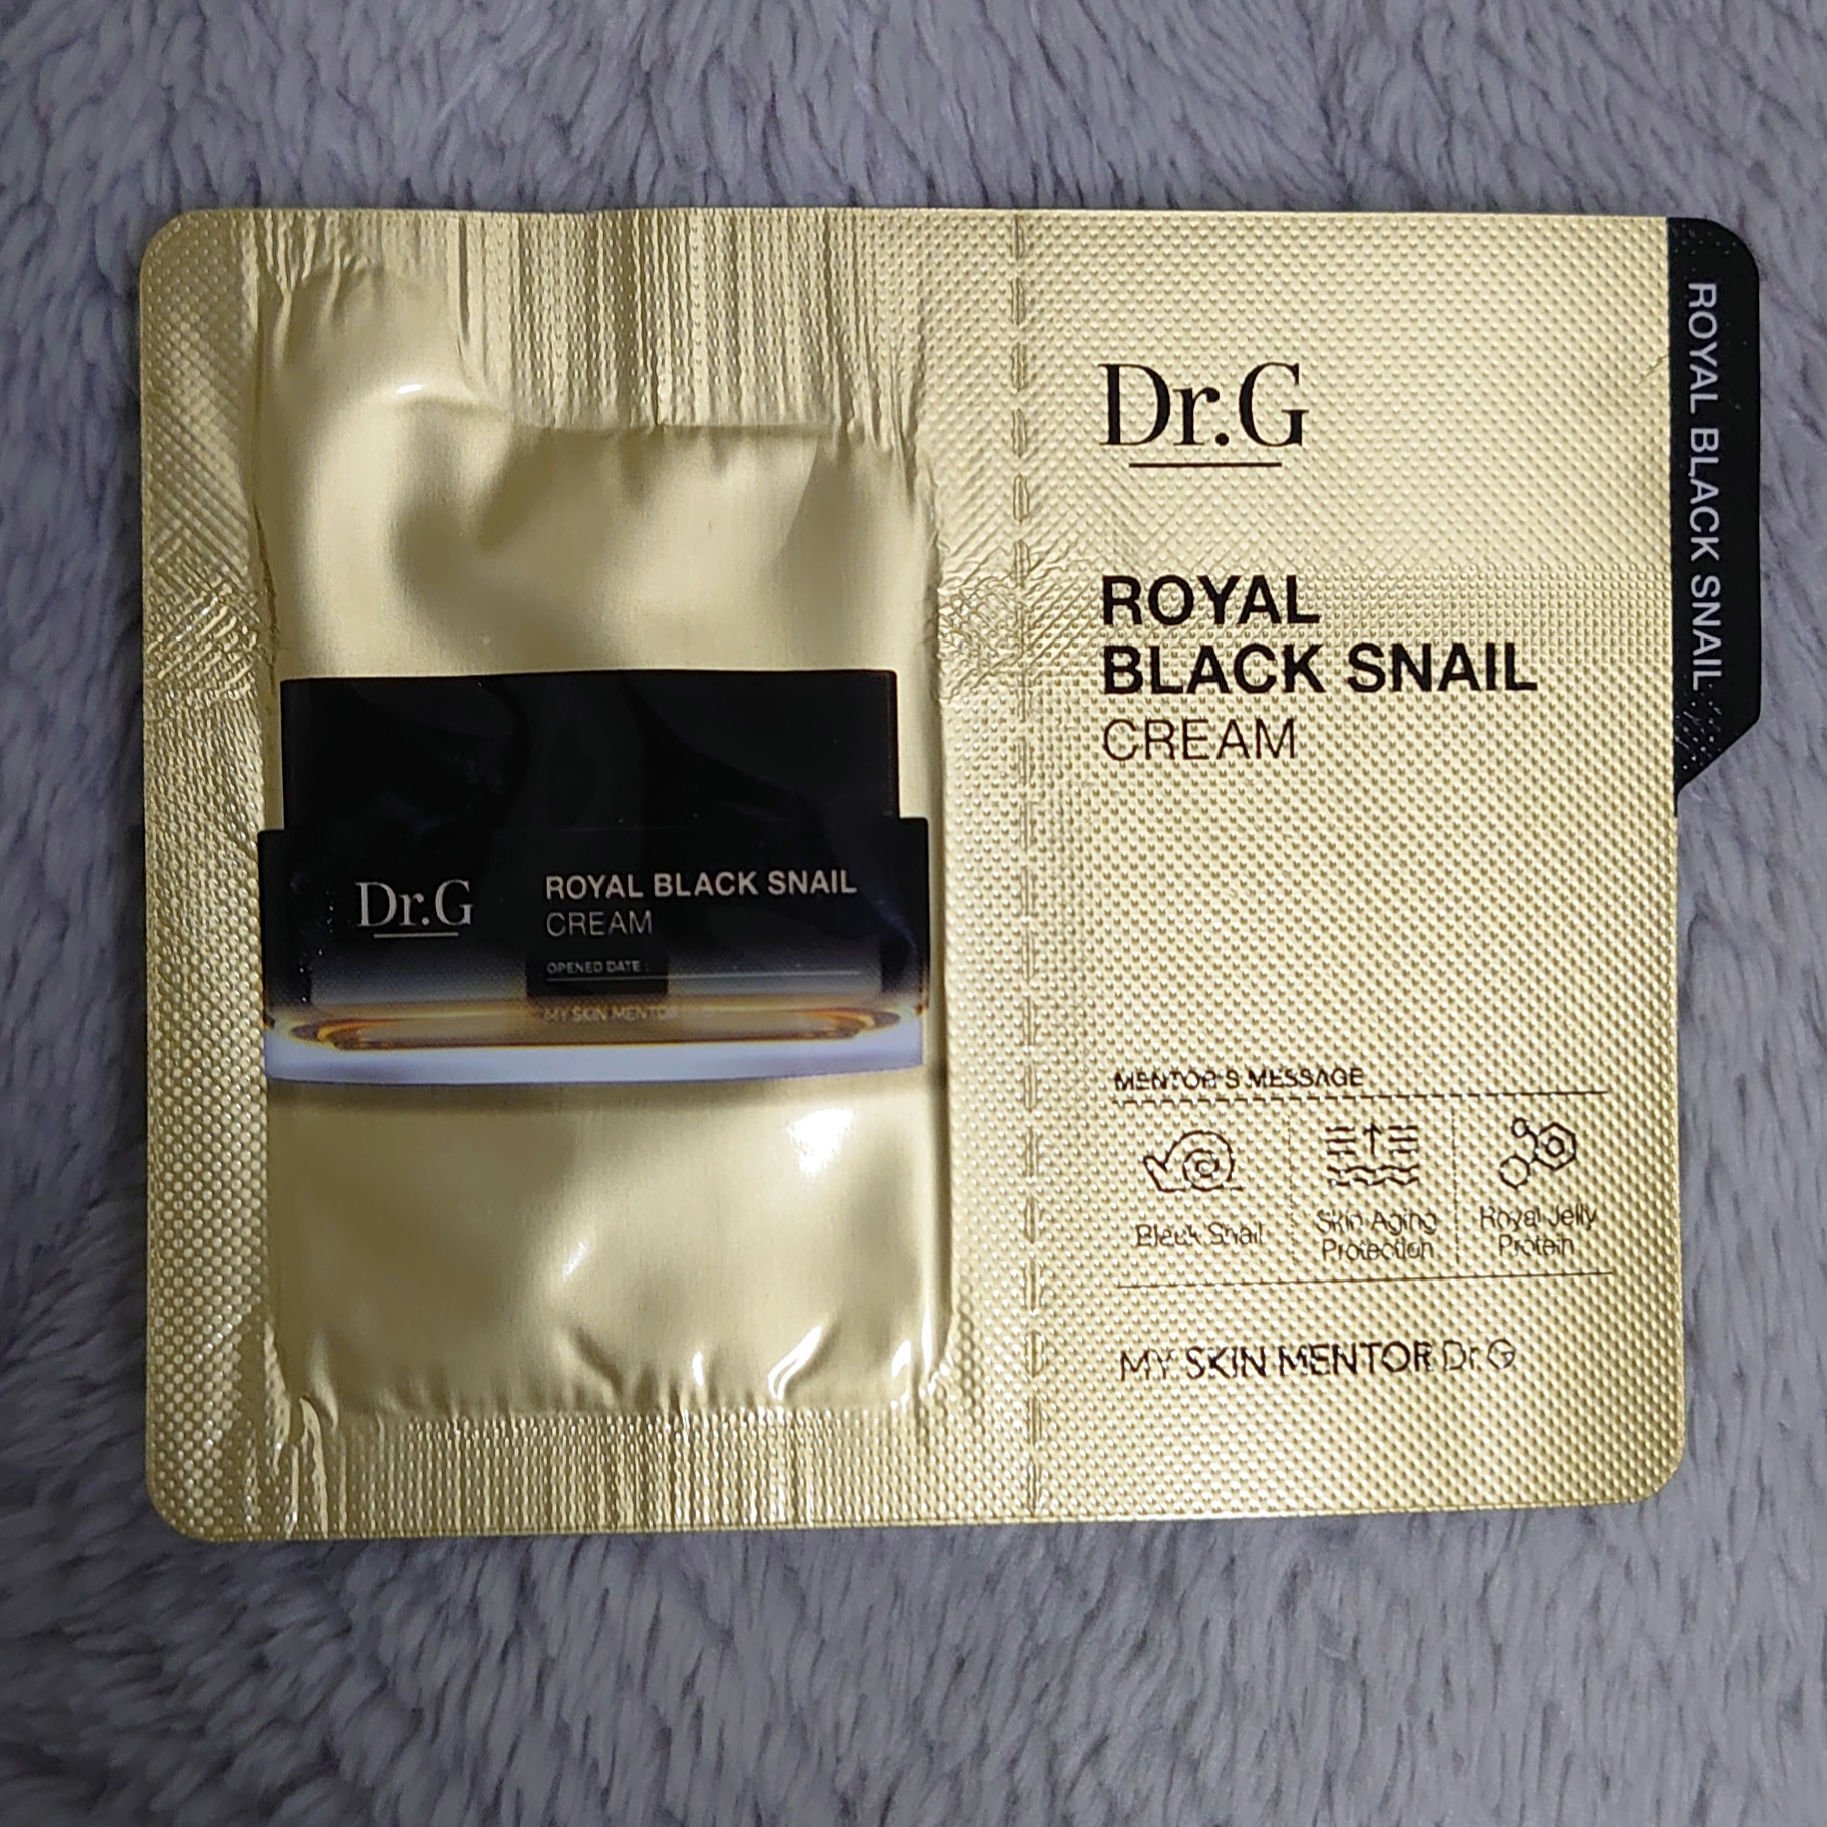 Dr.G
ROYAL BLACK SNAIL
CREAM
OPENED DATE :
MY SKIN MENTOR
Dr.G
ROYAL
BLACK SNAIL
CREAM
MENTOR'S MESSAGE
Black Snail
Skin Aging
Protection
Royal Jelly
Protein
MY SKIN MENTOR Dr.G
ROYAL BLACK SNAIL